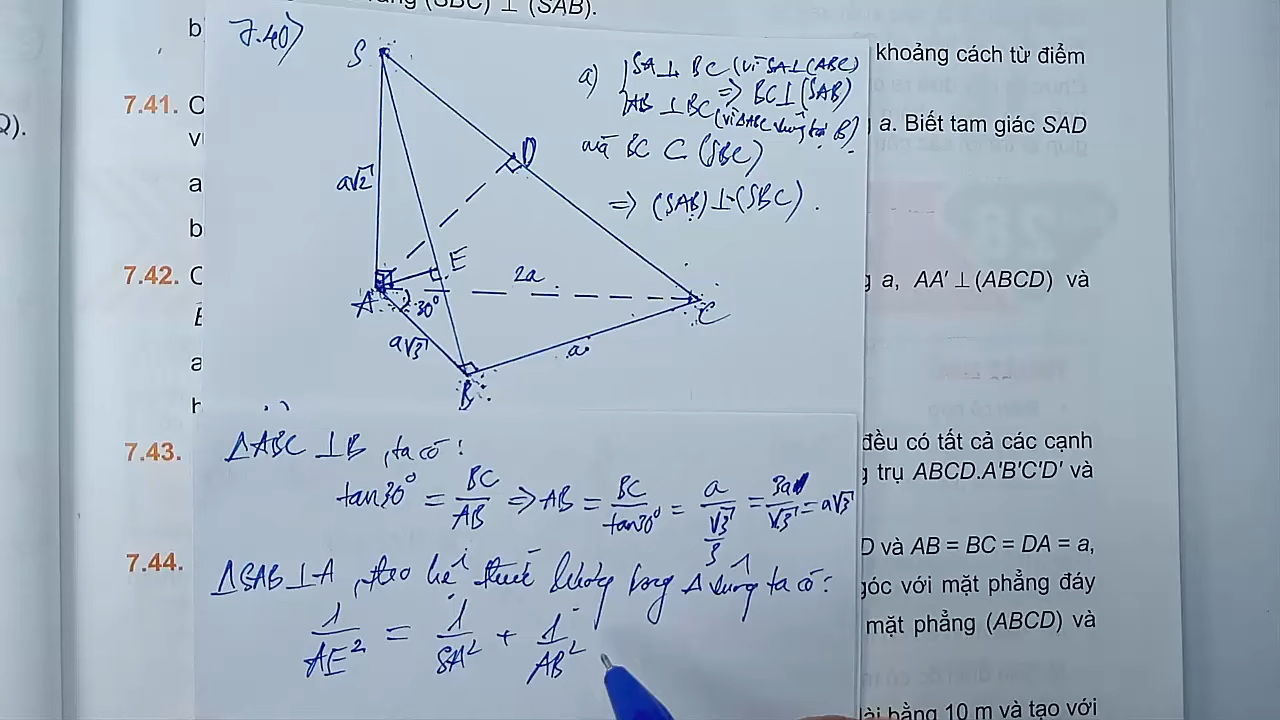 (SBC) ⊥ (SAB).
b
7.40)
S
D
a√2
E
A
30°
2a
C
a√3
a
B
a) { SA ⊥ BC (vì SA ⊥ (ABC)
AB ⊥ BC (vì ΔABC vuông tại B)
=> BC ⊥ (SAB)
mà BC ⊂ (SBC)
=> (SAB) ⊥ (SBC).
khoảng cách từ điểm
7.41. C
a. Biết tam giác SAD
Q).
v
a
b
7.42. C
g a, AA' ⊥ (ABCD) và
a
7.43.
đều có tất cả các cạnh
trụ ABCD.A'B'C'D' và
ΔABC ⊥ B, ta có:
tan30° = BC/AB => AB = BC/tan30° = a/(√3/3) = 3a/√3 = a√3
7.44.
D và AB = BC = DA = a,
góc với mặt phẳng đáy
mặt phẳng (ABCD) và
ΔSAB ⊥ A, theo hệ thức lượng trong Δ vuông ta có:
1/AE² = 1/SA² + 1/AB²
dài bằng 10 m và tạo với